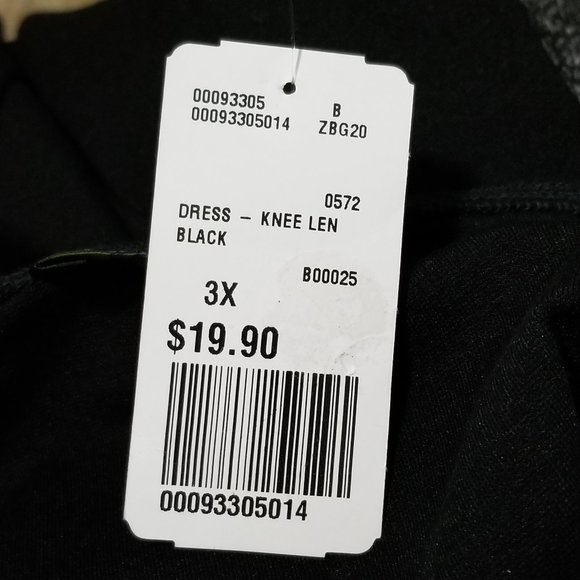 00093305 B
00093305014 ZBG20
0572
DRESS – KNEE LEN
BLACK
B00025
3X
$19.90
00093305014